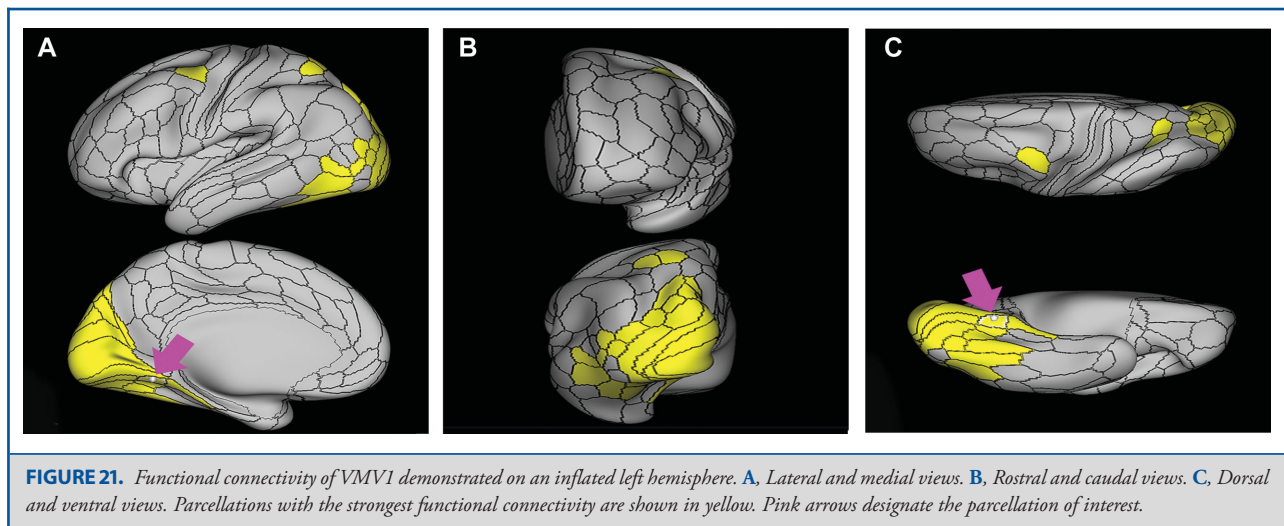 A
B
C
FIGURE 21. Functional connectivity of VMV1 demonstrated on an inflated left hemisphere. A, Lateral and medial views. B, Rostral and caudal views. C, Dorsal
and ventral views. Parcellations with the strongest functional connectivity are shown in yellow. Pink arrows designate the parcellation of interest.